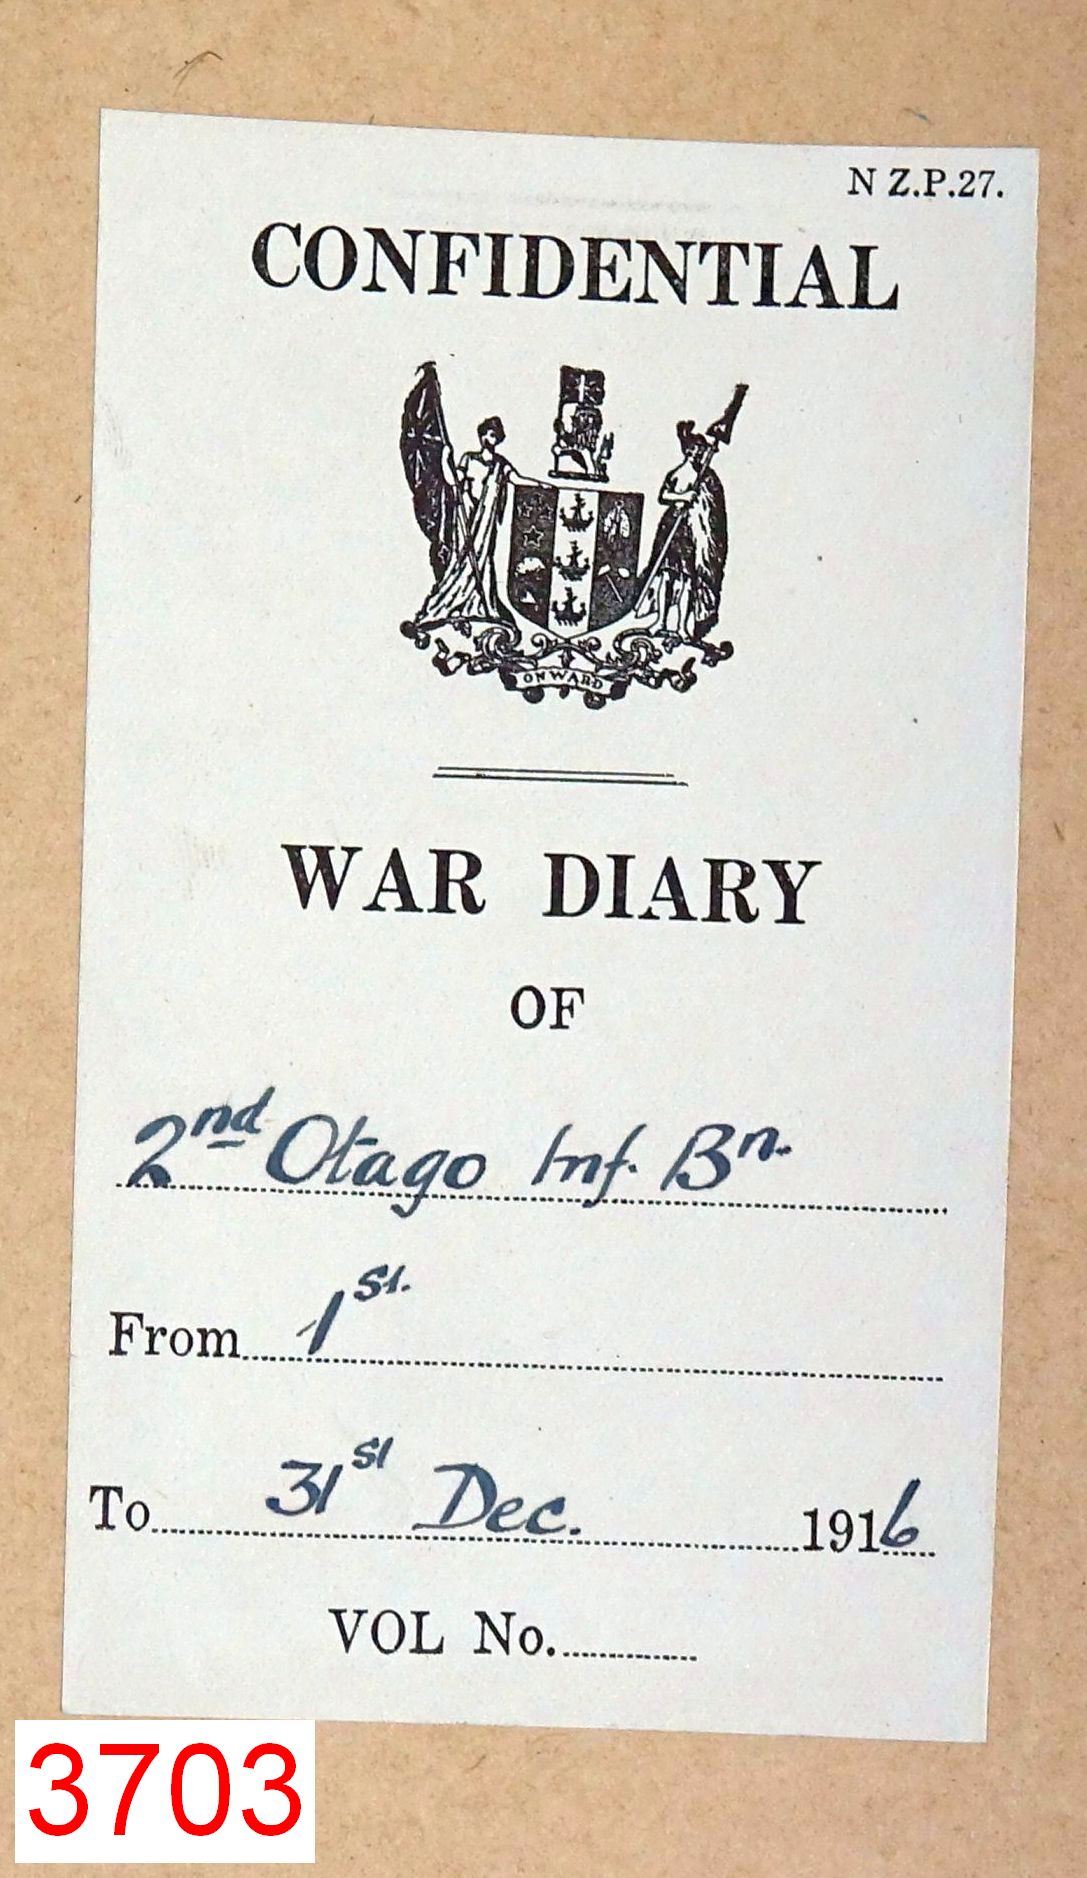 N Z.P.27.
CONFIDENTIAL
ONWARD
WAR DIARY
OF
2nd Otago Inf. Bn.
From 1st.
To 31st Dec. 1916
VOL No.
3703